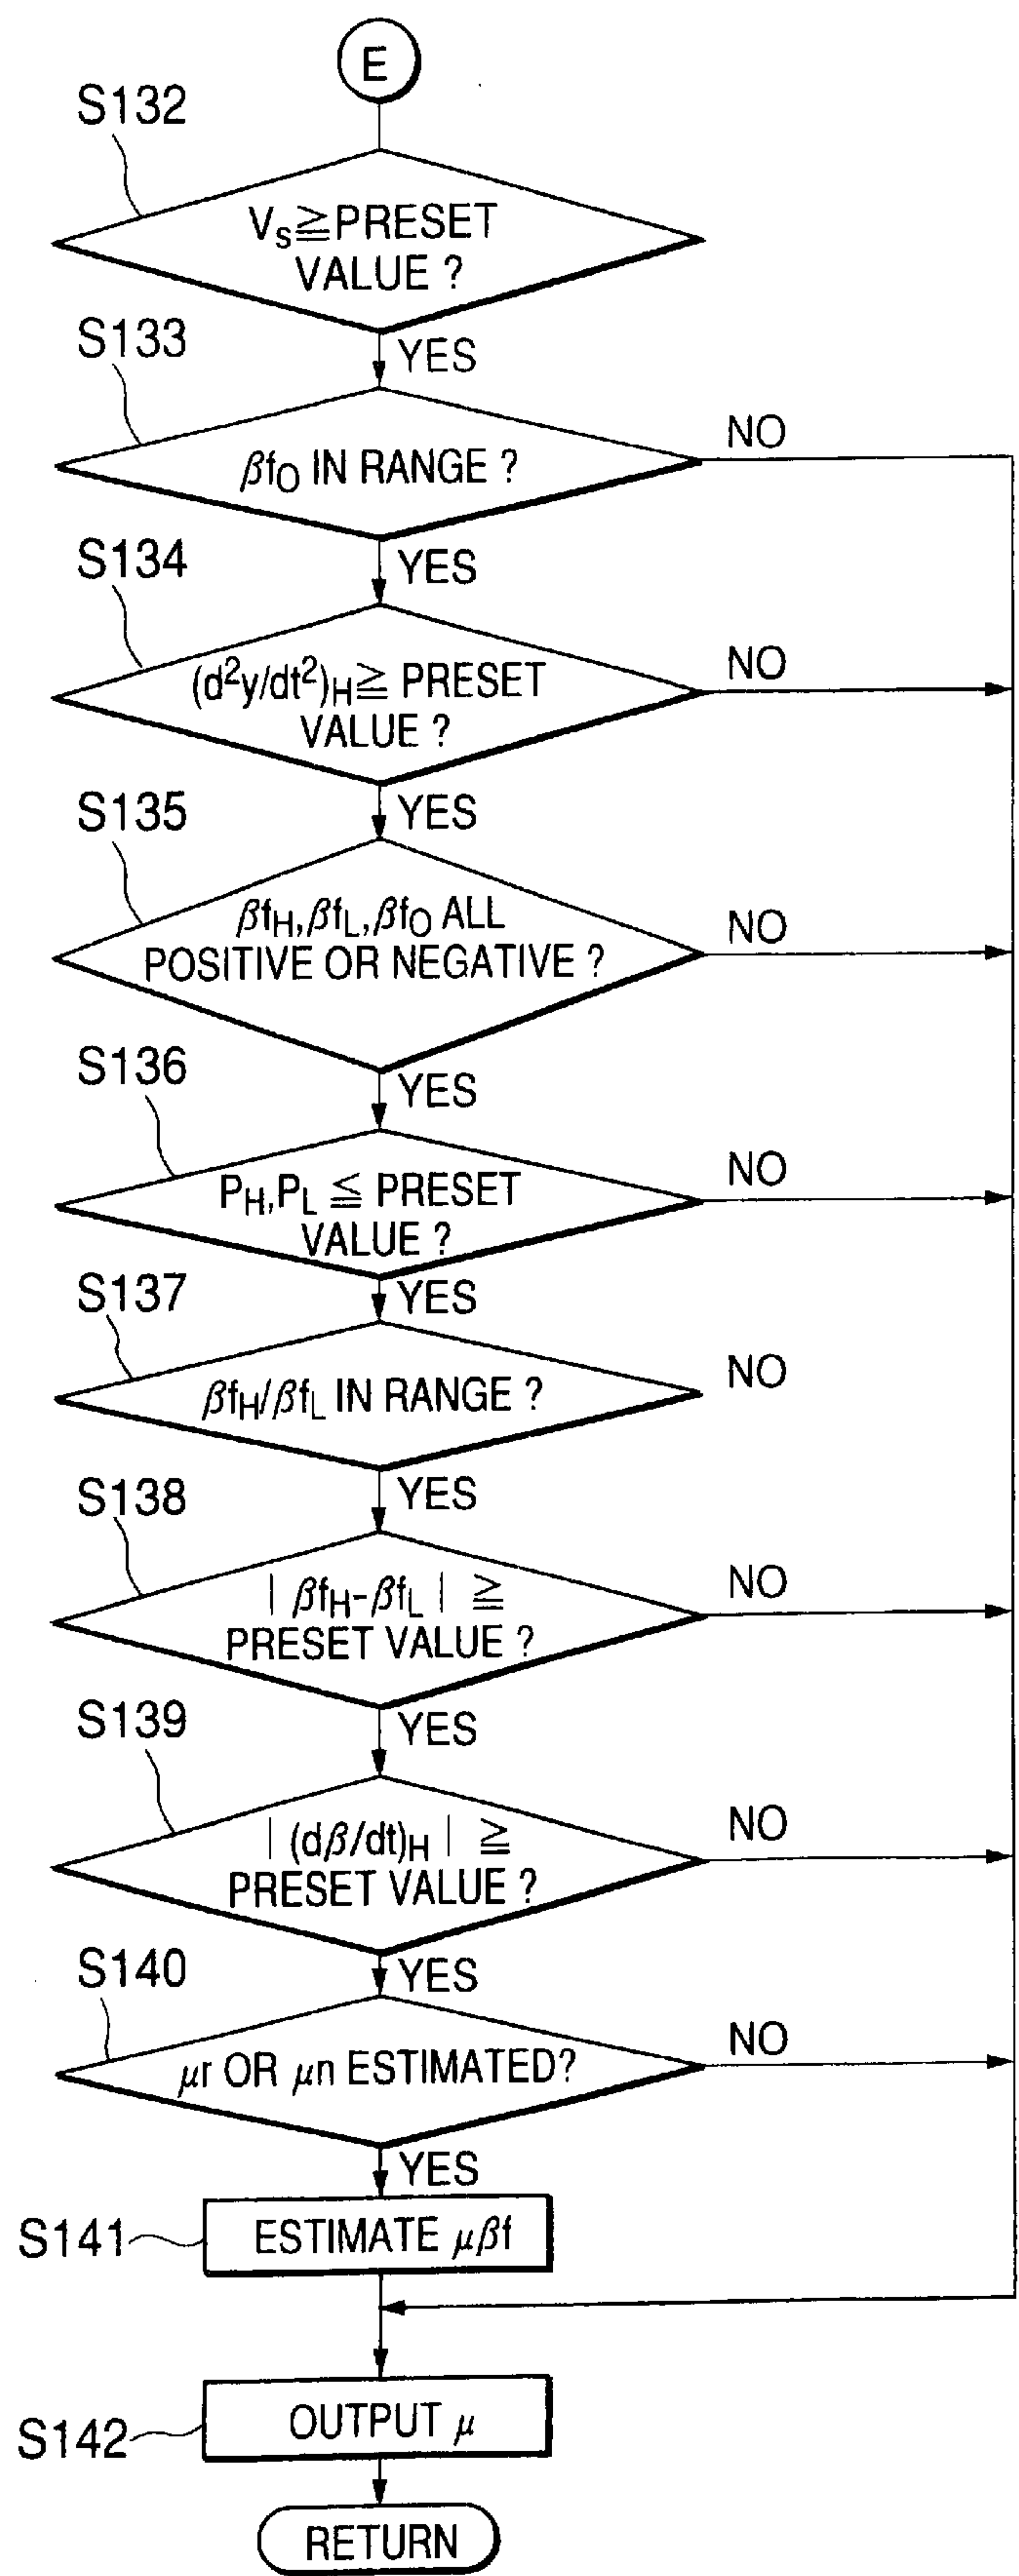 E
S132
Vs≧PRESET
VALUE ?
YES
S133
βfO IN RANGE ?
NO
YES
S134
(d²y/dt²)H≧ PRESET
VALUE ?
NO
YES
S135
βfH,βfL,βfO ALL
POSITIVE OR NEGATIVE ?
NO
YES
S136
PH,PL ≦ PRESET
VALUE ?
NO
YES
S137
βfH/βfL IN RANGE ?
NO
YES
S138
| βfH-βfL | ≧
PRESET VALUE ?
NO
YES
S139
| (dβ/dt)H | ≧
PRESET VALUE ?
NO
YES
S140
μr OR μn ESTIMATED?
NO
YES
S141
ESTIMATE μβf
S142
OUTPUT μ
RETURN